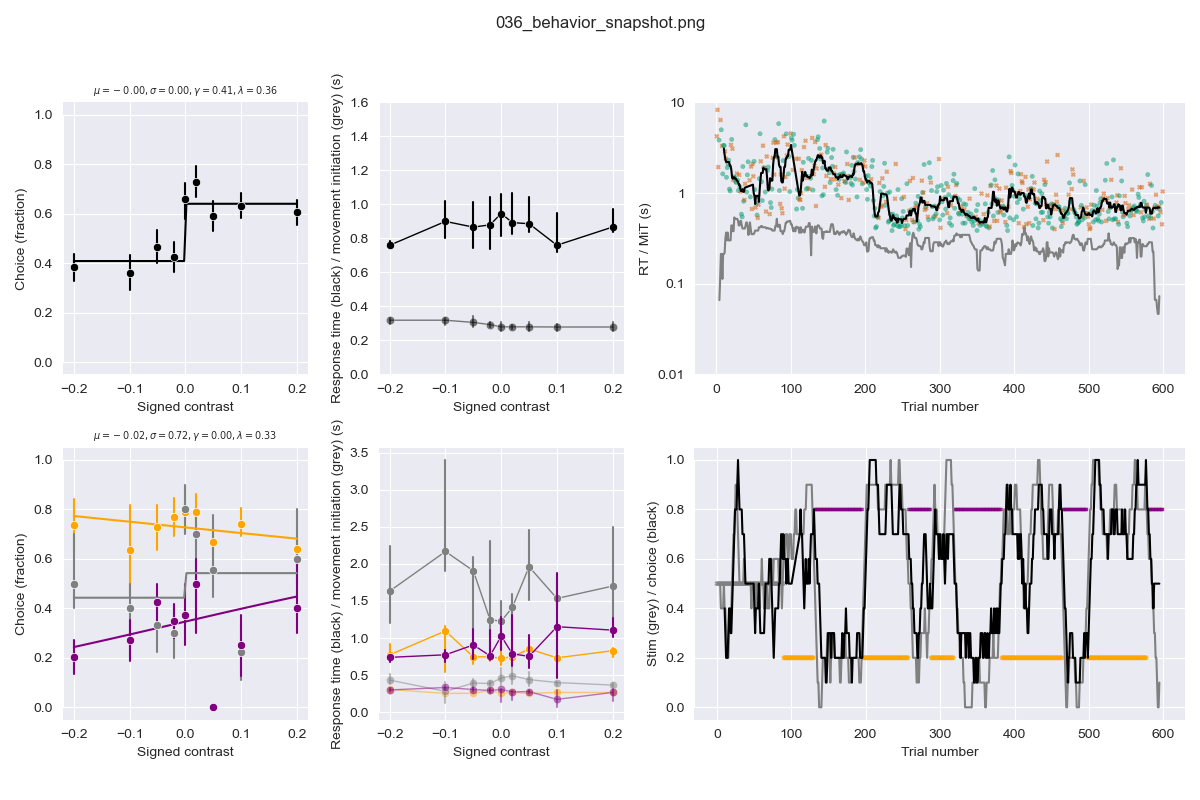 036_behavior_snapshot.png
μ = − 0.00, σ = 0.00, γ = 0.41, λ = 0.36
Choice (fraction)
1.0
0.8
0.6
0.4
0.2
0.0
−0.2 −0.1 0.0 0.1 0.2
Signed contrast
Response time (black) / movement initiation (grey) (s)
1.6
1.4
1.2
1.0
0.8
0.6
0.4
0.2
0.0
−0.2 −0.1 0.0 0.1 0.2
Signed contrast
RT / MiT (s)
10
1
0.1
0.01
0 100 200 300 400 500 600
Trial number
μ = − 0.02, σ = 0.72, γ = 0.00, λ = 0.33
Choice (fraction)
1.0
0.8
0.6
0.4
0.2
0.0
−0.2 −0.1 0.0 0.1 0.2
Signed contrast
Response time (black) / movement initiation (grey) (s)
3.5
3.0
2.5
2.0
1.5
1.0
0.5
0.0
−0.2 −0.1 0.0 0.1 0.2
Signed contrast
Stim (grey) / choice (black)
1.0
0.8
0.6
0.4
0.2
0.0
0 100 200 300 400 500 600
Trial number